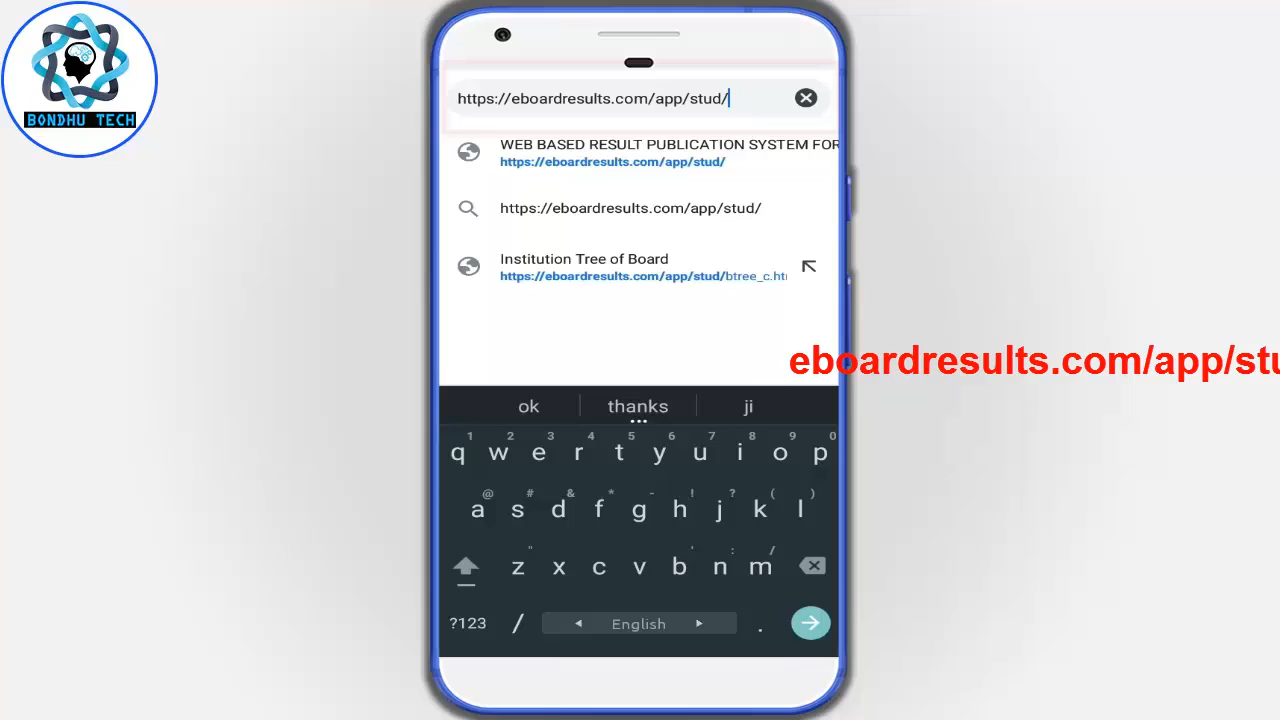 BONDHU TECH
https://eboardresults.com/app/stud/
WEB BASED RESULT PUBLICATION SYSTEM FOR
https://eboardresults.com/app/stud/
https://eboardresults.com/app/stud/
Institution Tree of Board
https://eboardresults.com/app/stud/btree_c.ht
eboardresults.com/app/stu
ok thanks ji
1 2 3 4 5 6 7 8 9 0
q w e r t y u i o p
@ # & * - ! ? ( )
a s d f g h j k l
" ' : /
z x c v b n m
?123 / English .